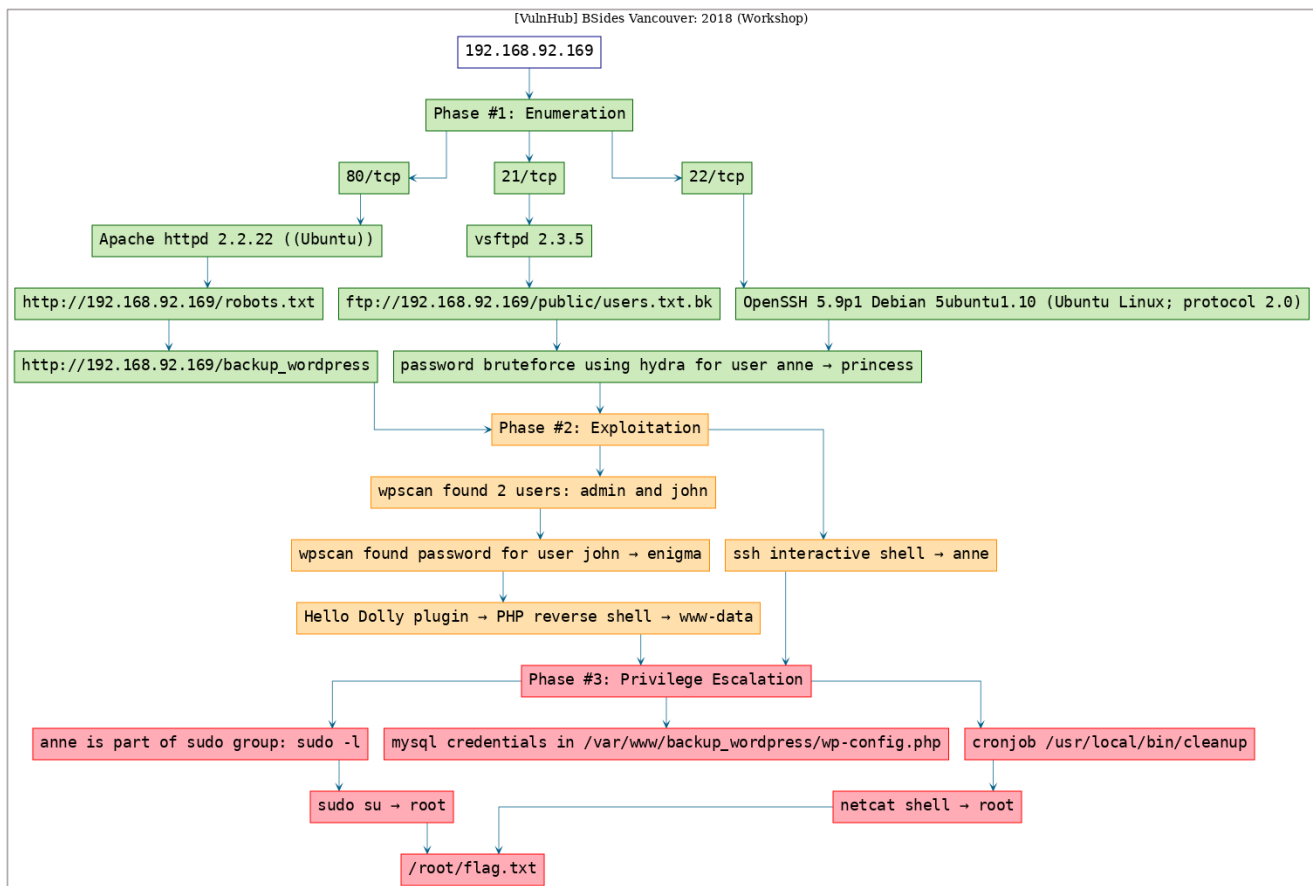 [VulnHub] BSides Vancouver: 2018 (Workshop)
192.168.92.169
Phase #1: Enumeration
80/tcp
21/tcp
22/tcp
Apache httpd 2.2.22 ((Ubuntu))
vsftpd 2.3.5
http://192.168.92.169/robots.txt
ftp://192.168.92.169/public/users.txt.bk
OpenSSH 5.9p1 Debian 5ubuntu1.10 (Ubuntu Linux; protocol 2.0)
http://192.168.92.169/backup_wordpress
password bruteforce using hydra for user anne → princess
Phase #2: Exploitation
wpscan found 2 users: admin and john
wpscan found password for user john → enigma
ssh interactive shell → anne
Hello Dolly plugin → PHP reverse shell → www-data
Phase #3: Privilege Escalation
anne is part of sudo group: sudo -l
mysql credentials in /var/www/backup_wordpress/wp-config.php
cronjob /usr/local/bin/cleanup
sudo su → root
netcat shell → root
/root/flag.txt